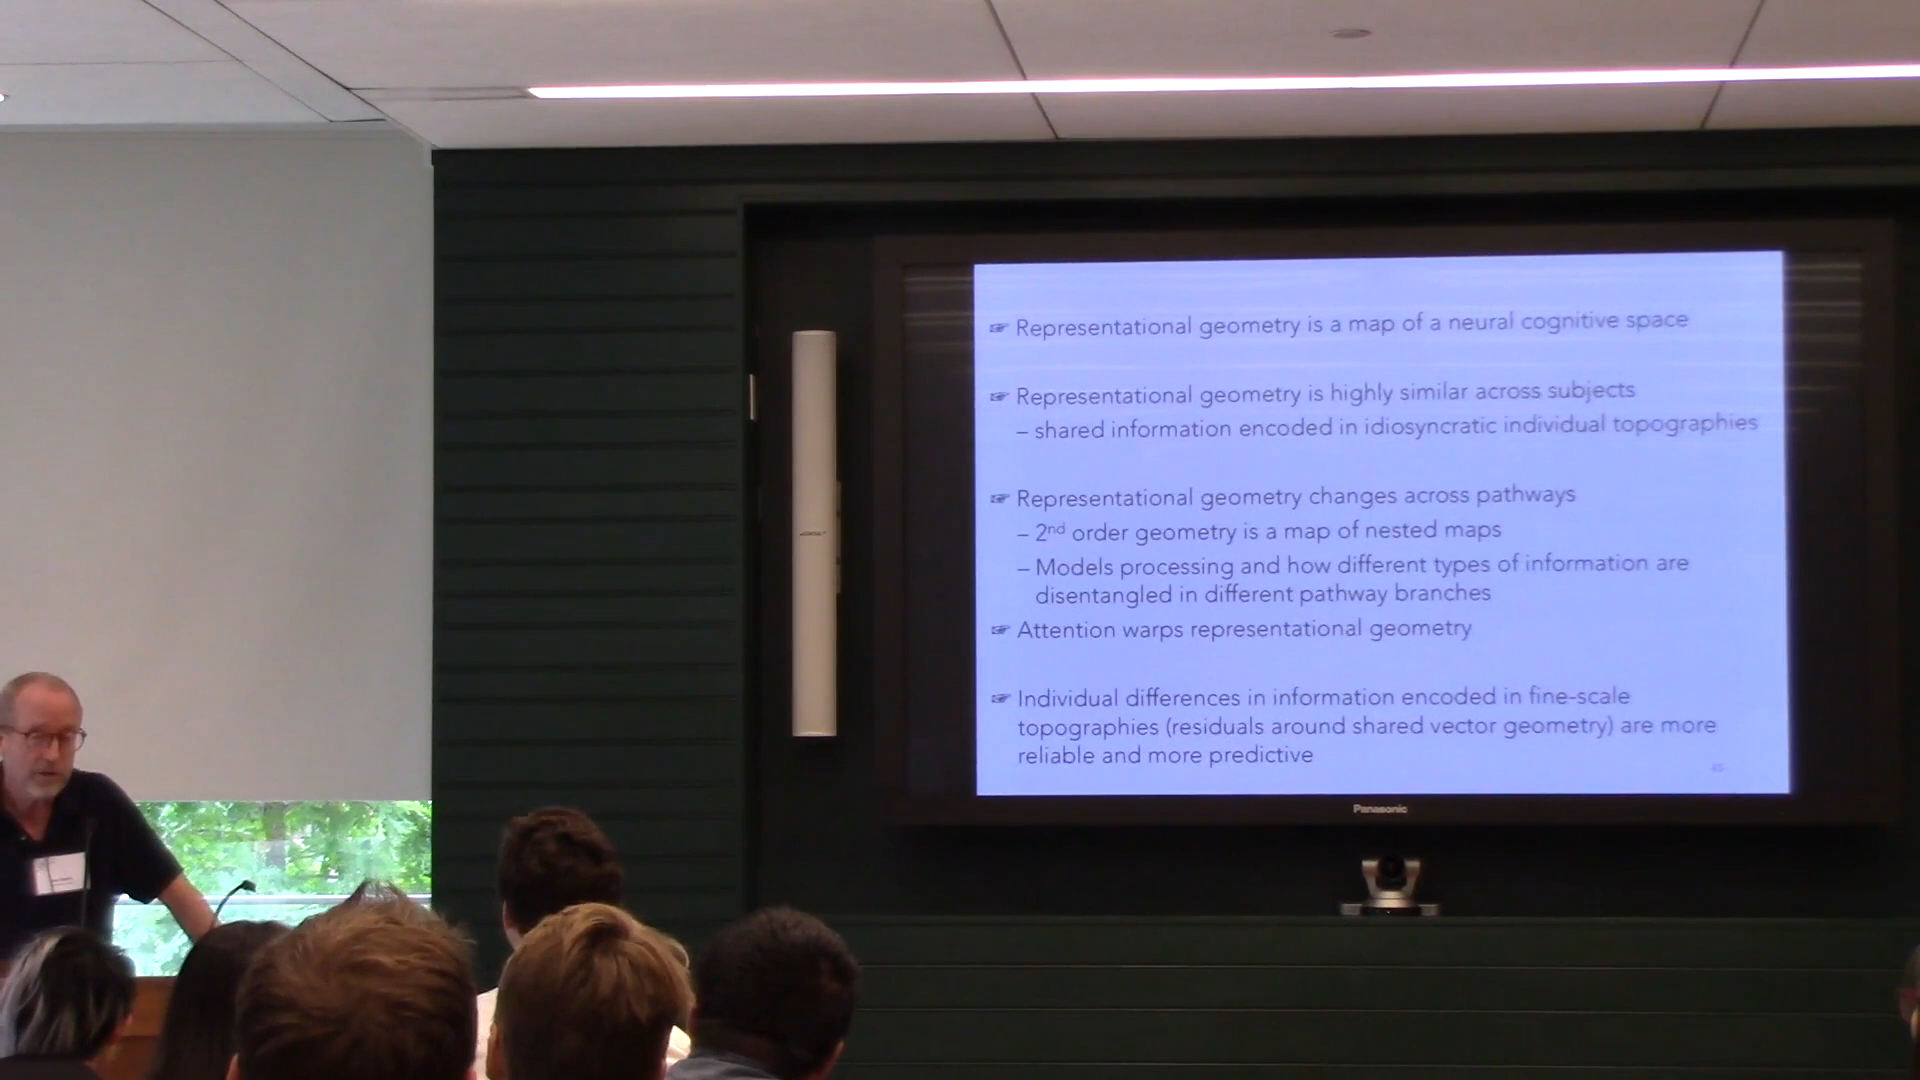 ☞ Representational geometry is a map of a neural cognitive space
☞ Representational geometry is highly similar across subjects
– shared information encoded in idiosyncratic individual topographies
☞ Representational geometry changes across pathways
– 2nd order geometry is a map of nested maps
– Models processing and how different types of information are
disentangled in different pathway branches
☞ Attention warps representational geometry
☞ Individual differences in information encoded in fine-scale
topographies (residuals around shared vector geometry) are more
reliable and more predictive
Panasonic